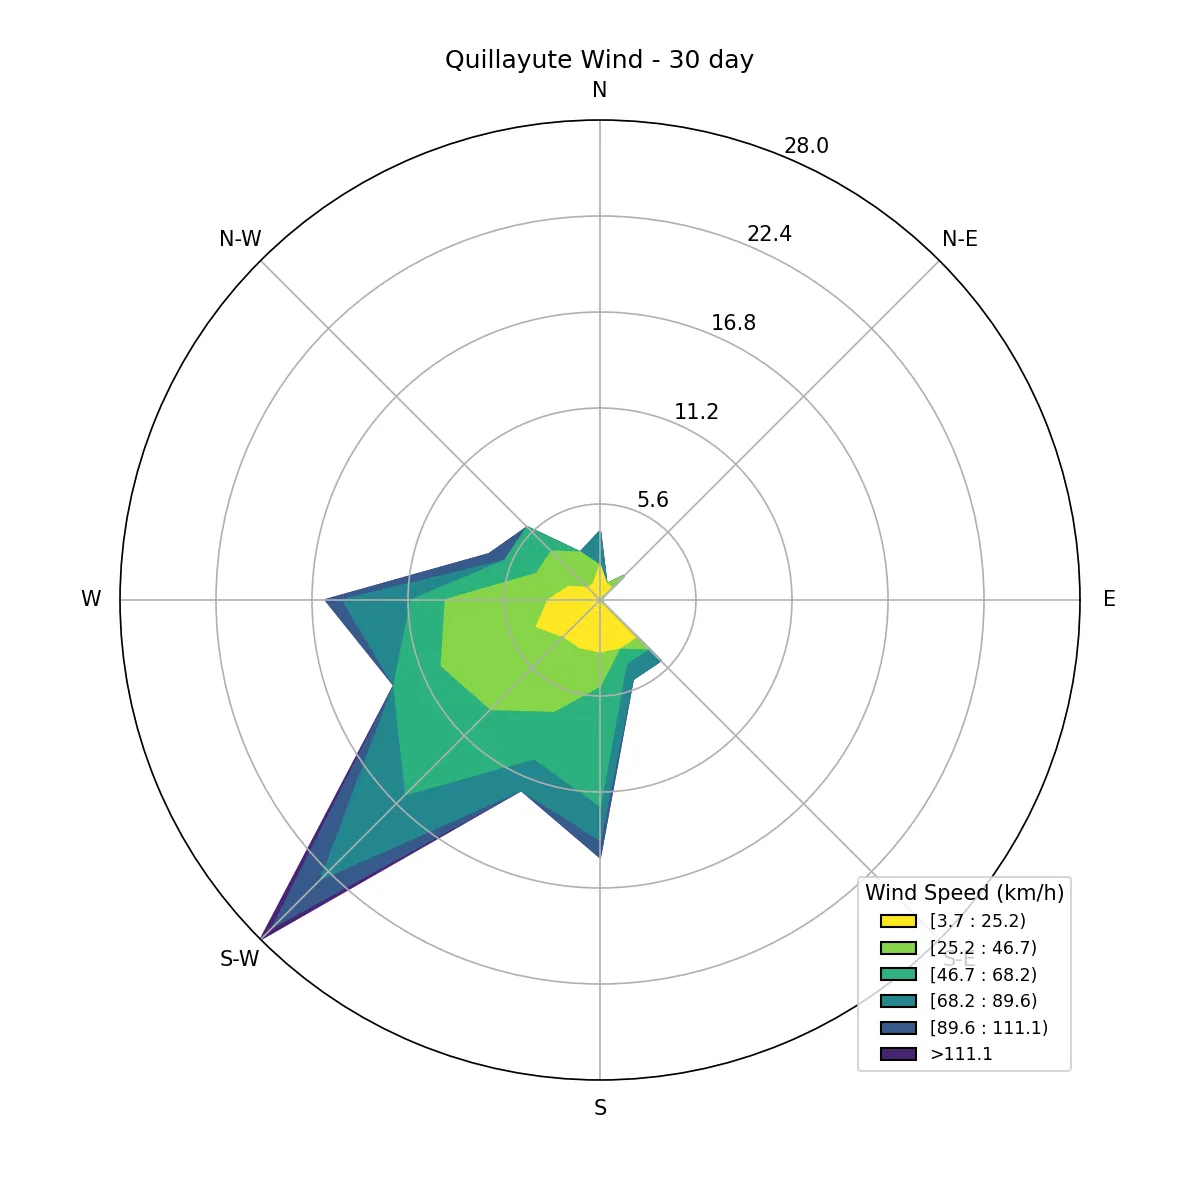 Quillayute Wind - 30 day
N
28.0
N-W
22.4
N-E
16.8
11.2
5.6
W
E
S-W
S-E
S
Wind Speed (km/h)
[3.7 : 25.2)
[25.2 : 46.7)
[46.7 : 68.2)
[68.2 : 89.6)
[89.6 : 111.1)
>111.1